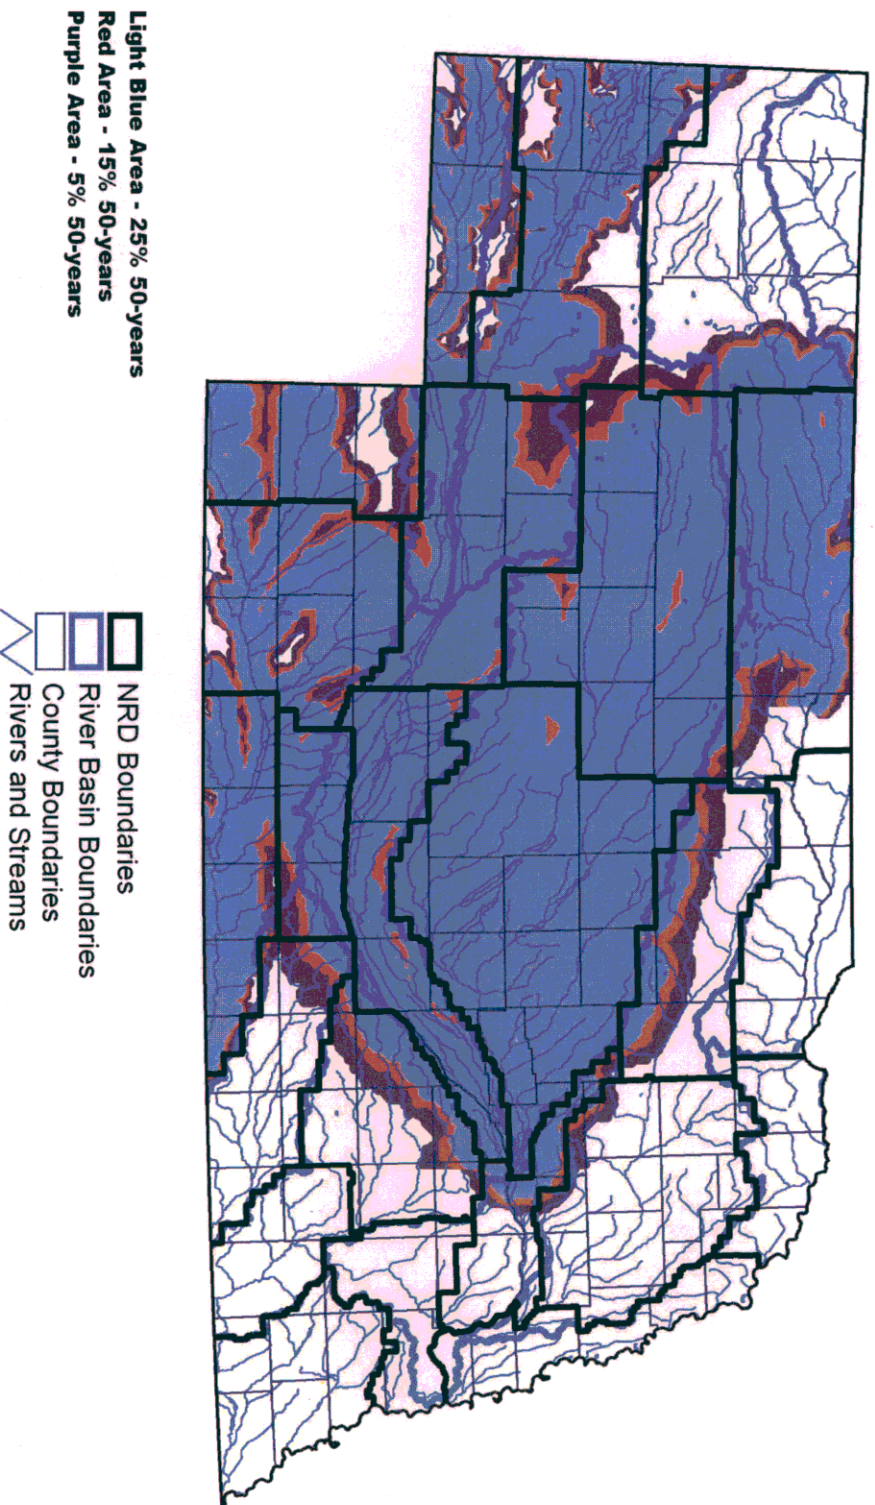 Light Blue Area - 25% 50-years
Red Area - 15% 50-years
Purple Area - 5% 50-years
NRD Boundaries
River Basin Boundaries
County Boundaries
Rivers and Streams